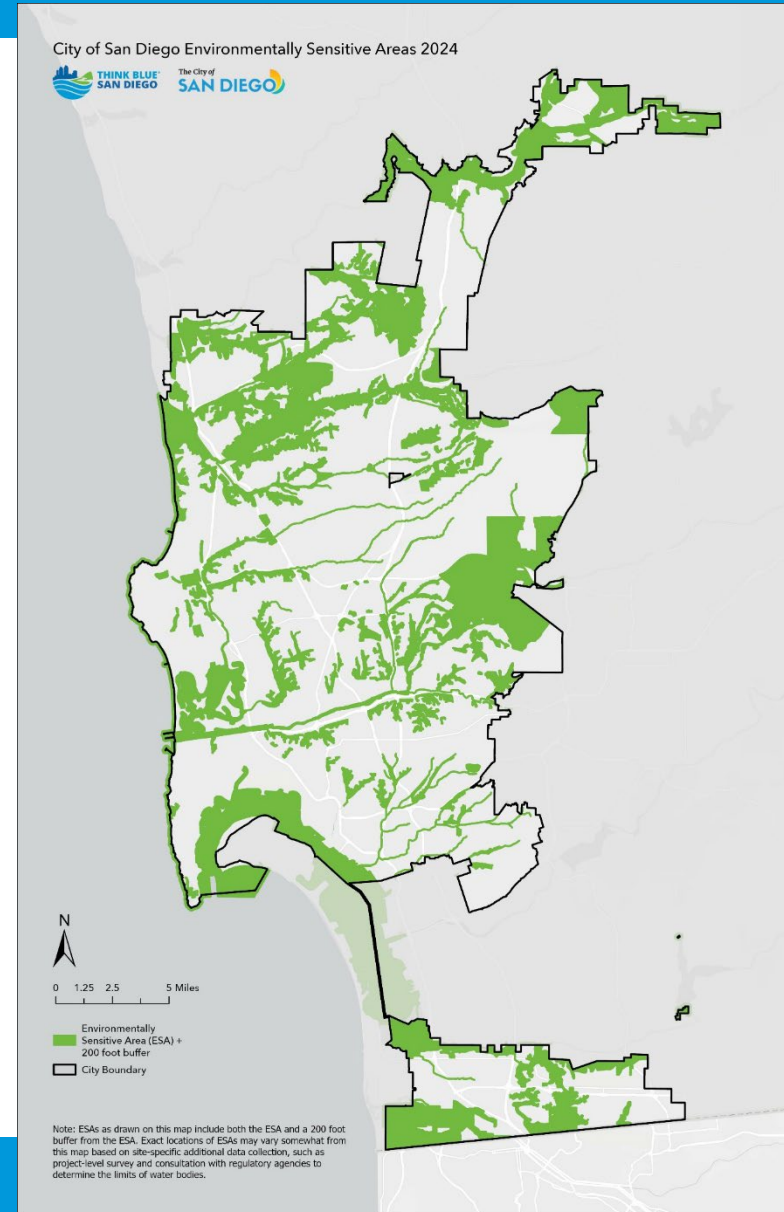 City of San Diego Environmentally Sensitive Areas 2024
THINK BLUE
SAN DIEGO
The City of
SAN DIEGO
N
0 1.25 2.5 5 Miles
Environmentally
Sensitive Area (ESA) +
200 foot buffer
City Boundary
Note: ESAs as drawn on this map include both the ESA and a 200 foot
buffer from the ESA. Exact locations of ESAs may vary somewhat from
this map based on site-specific additional data collection, such as
project-level survey and consultation with regulatory agencies to
determine the limits of water bodies.